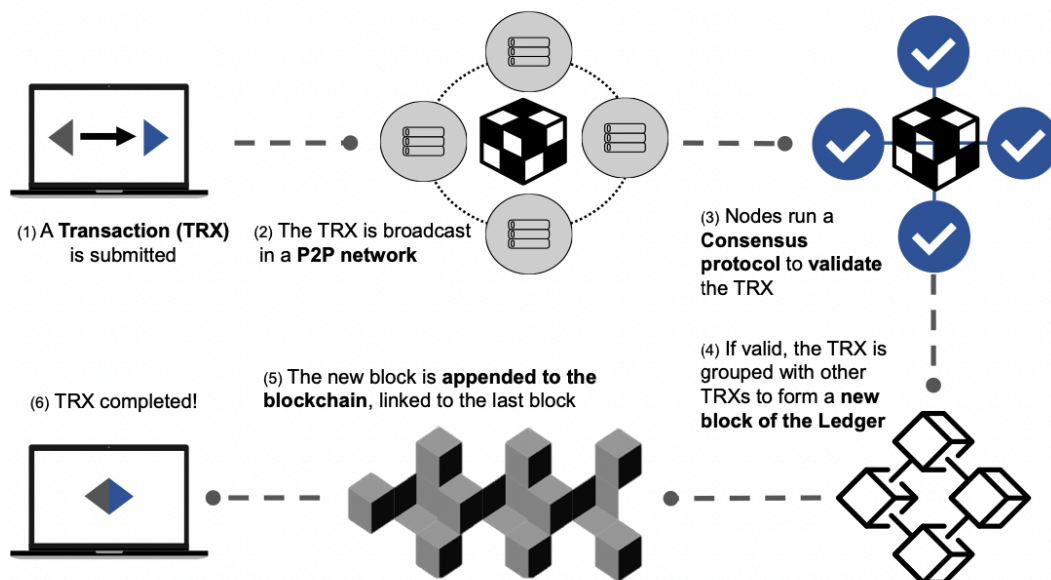 (1) A Transaction (TRX)
is submitted
(2) The TRX is broadcast
in a P2P network
(3) Nodes run a
Consensus
protocol to validate
the TRX
(4) If valid, the TRX is
grouped with other
TRXs to form a new
block of the Ledger
(5) The new block is appended to the
blockchain, linked to the last block
(6) TRX completed!